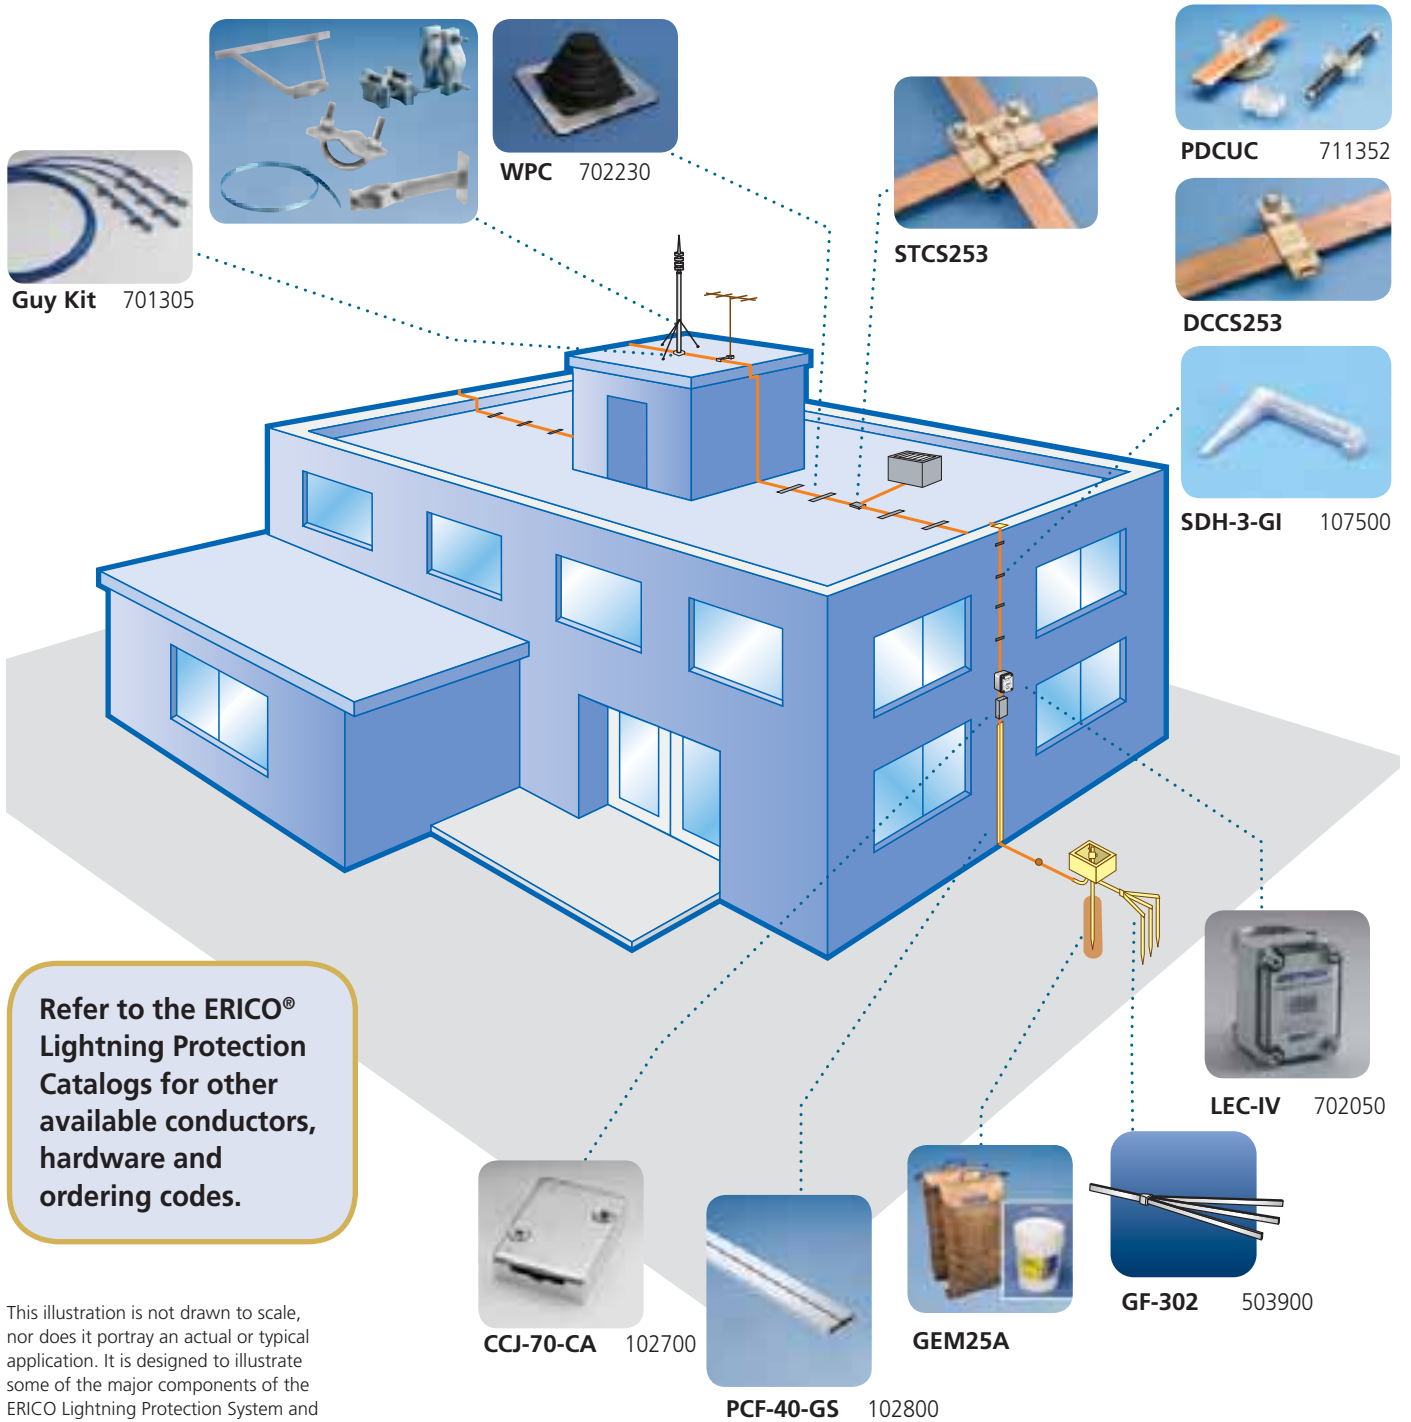 WPC 702230
PDCUC 711352
STCS253
Guy Kit 701305
DCCS253
SDH-3-GI 107500
LEC-IV 702050
Refer to the ERICO®
Lightning Protection
Catalogs for other
available conductors,
hardware and
ordering codes.
GF-302 503900
This illustration is not drawn to scale,
nor does it portray an actual or typical
application. It is designed to illustrate
some of the major components of the
ERICO Lightning Protection System and
CCJ-70-CA 102700
GEM25A
PCF-40-GS 102800